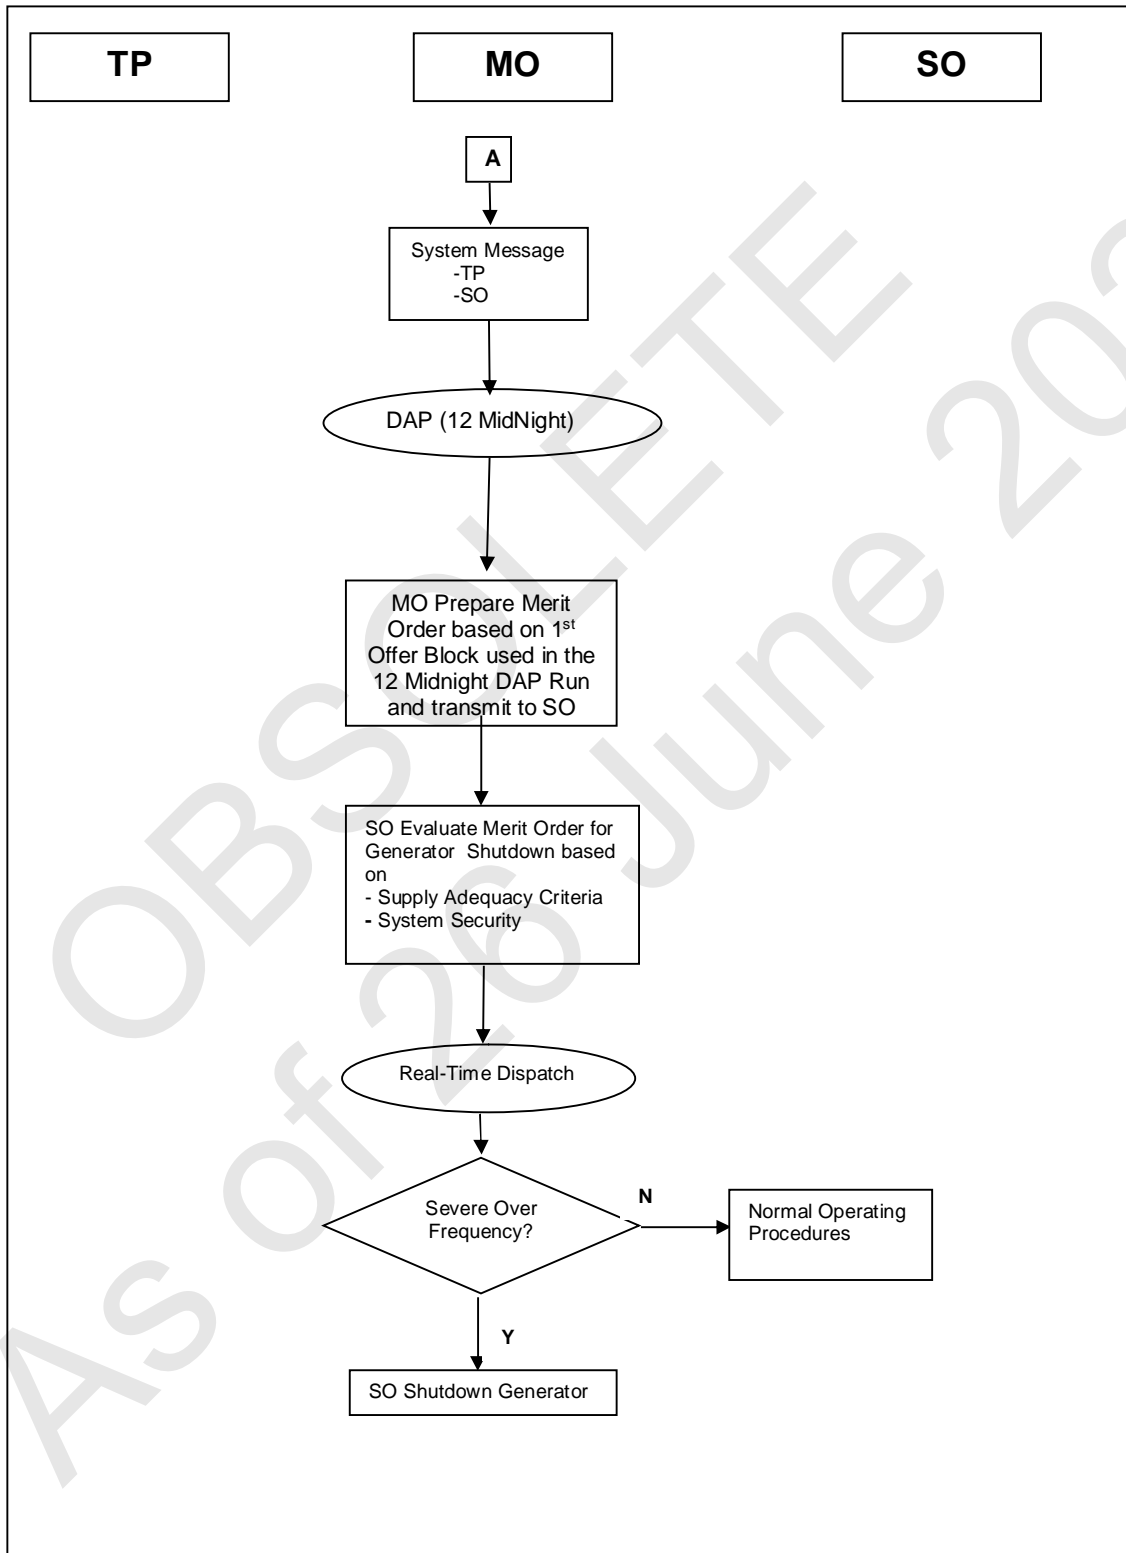 TP
MO
SO
A
System Message
-TP
-SO
DAP (12 MidNight)
MO Prepare Merit
Order based on 1st
Offer Block used in the
12 Midnight DAP Run
and transmit to SO
SO Evaluate Merit Order for
Generator Shutdown based
on
- Supply Adequacy Criteria
- System Security
Real-Time Dispatch
Severe Over
Frequency?
N
Normal Operating
Procedures
Y
SO Shutdown Generator
OBSOLETE
As of 26 June